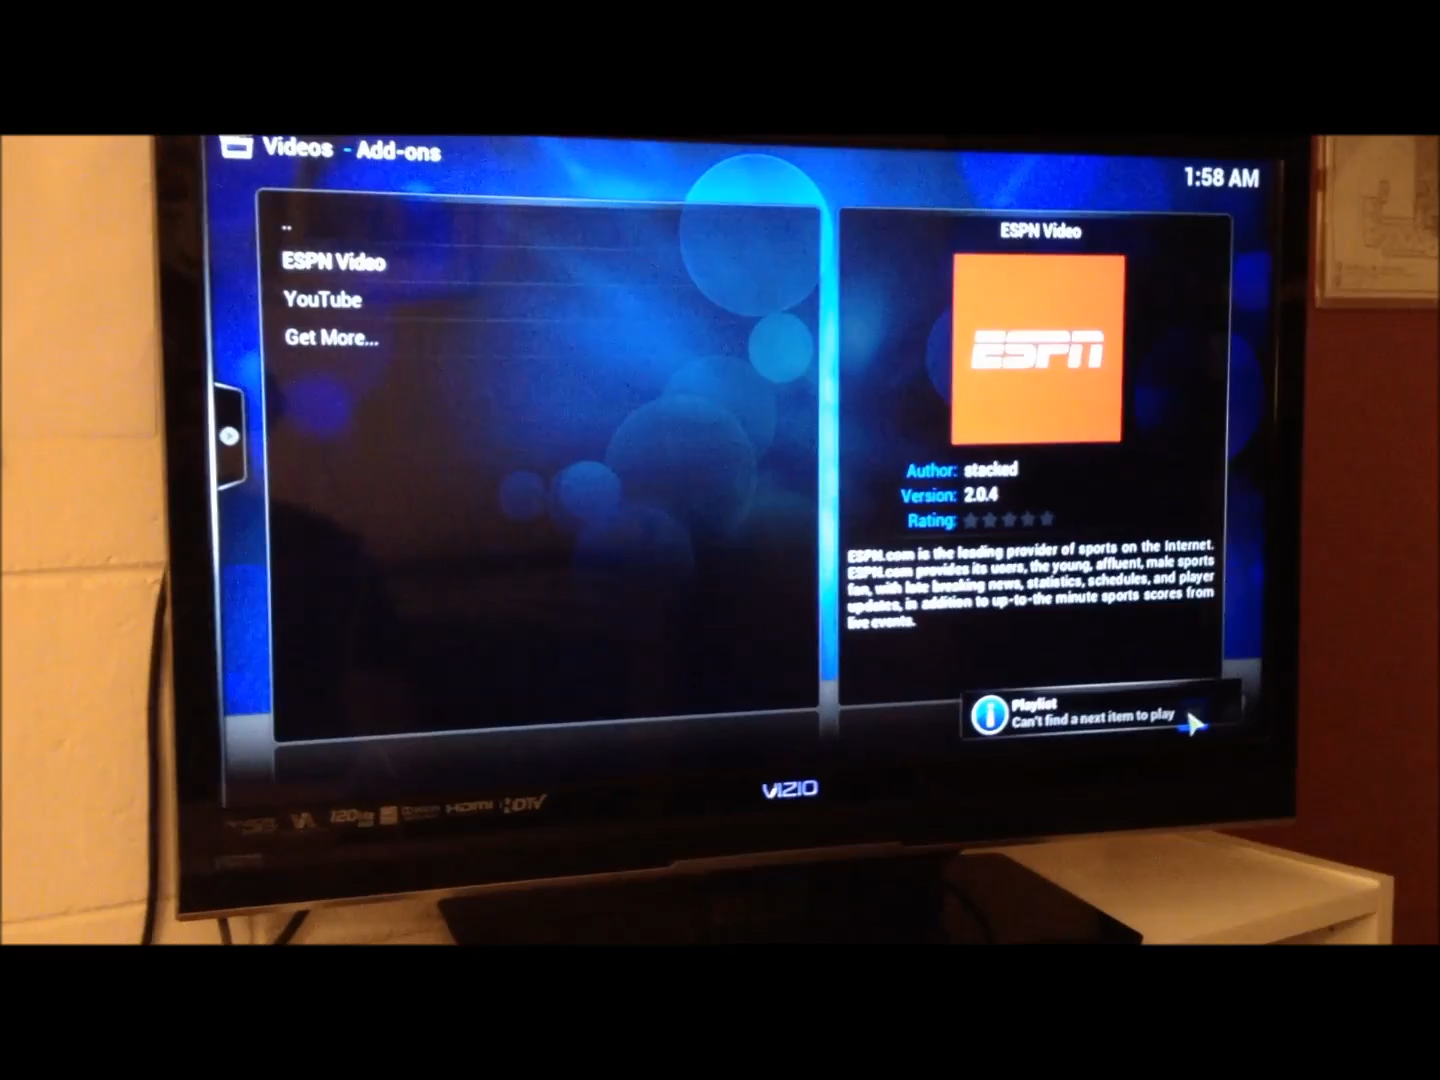 Videos - Add-ons
1:58 AM
..
ESPN Video
YouTube
Get More...
ESPN Video
ESPN
Author: stacked
Version: 2.0.4
Rating:
ESPN.com is the leading provider of sports on the Internet.
ESPN.com provides its users, the young, affluent, male sports
fan, with late breaking news, statistics, schedules, and player
updates, in addition to up-to-the minute sports scores from
live events.
Playlist
Can't find a next item to play
VIZIO
120Hz
HDMI HDTV